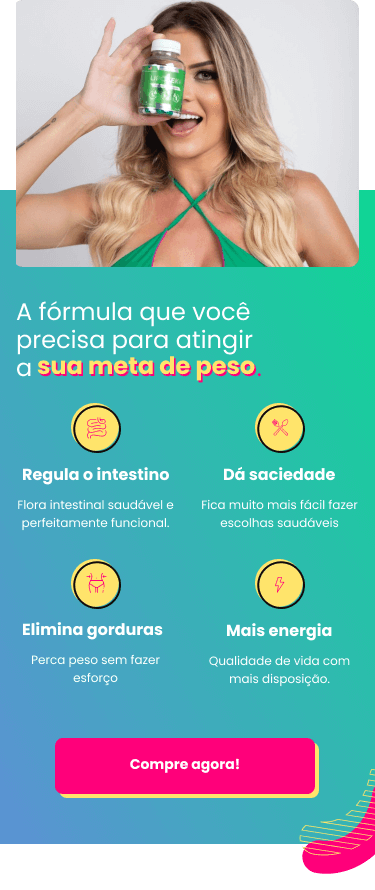 A fórmula que você
precisa para atingir
a sua meta de peso.
Regula o intestino
Flora intestinal saudável e
perfeitamente funcional.
Dá saciedade
Fica muito mais fácil fazer
escolhas saudáveis
Elimina gorduras
Perca peso sem fazer
esforço
Mais energia
Qualidade de vida com
mais disposição.
Compre agora!